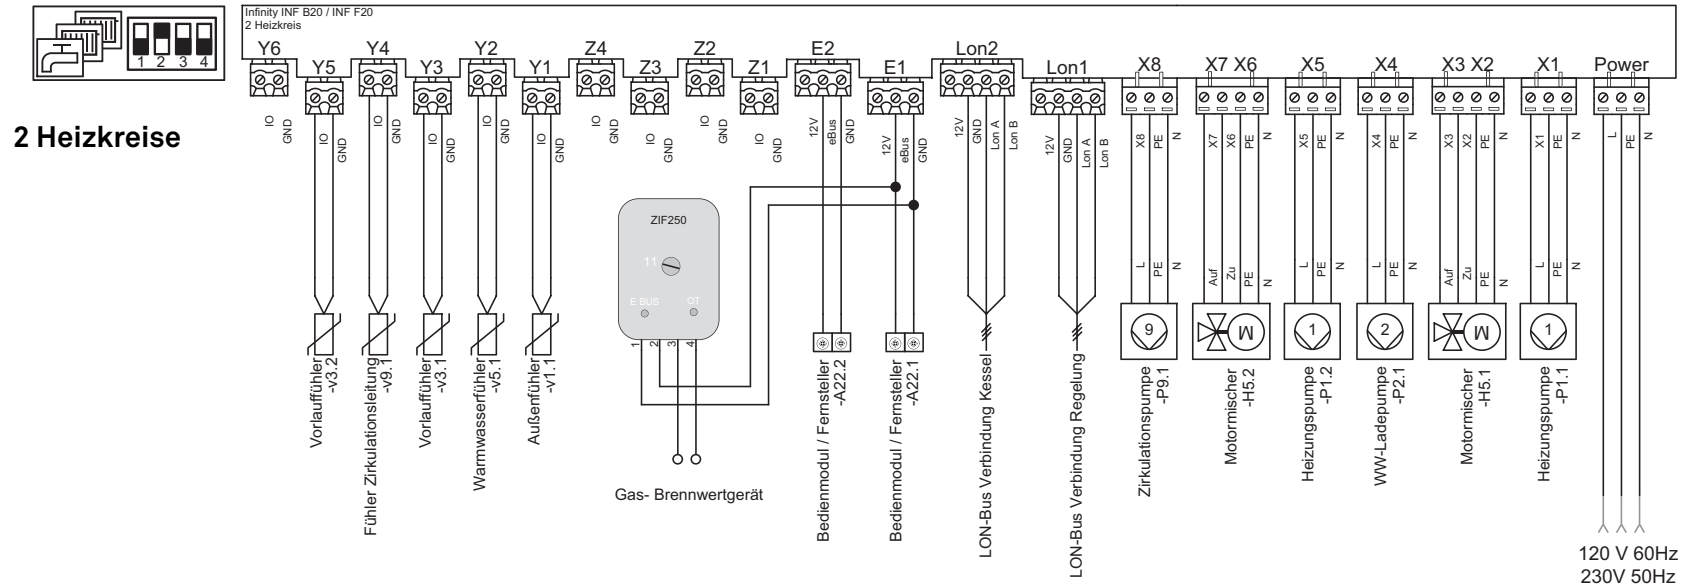 Infinity INF B20 / INF F20
2 Heizkreis
1 2 3 4
2 Heizkreise
Y6 Y5 Y4 Y3 Y2 Y1 Z4 Z3 Z2 Z1 E2 E1 Lon2 Lon1 X8 X7 X6 X5 X4 X3 X2 X1 Power
IO GND
IO GND
IO GND
IO GND
IO GND
IO GND
IO GND
IO GND
IO GND
IO GND
12V eBus GND
12V eBus GND
12V GND Lon A Lon B
12V GND Lon A Lon B
X8 PE N
X7 X6 PE N
X5 PE N
X4 PE N
X3 X2 PE N
X1 PE N
L PE N
ZIF250
11
E BUS OT
1 2 3 4
Gas- Brennwertgerät
L PE N
Auf Zu PE N
L PE N
L PE N
Auf Zu PE N
L PE N
9
M
1
2
M
1
Vorlauffühler
-v3.2
Fühler Zirkulationsleitung
-v9.1
Vorlauffühler
-v3.1
Warmwasserfühler
-v5.1
Außenfühler
-v1.1
Bedienmodul / Fernsteller
-A22.2
Bedienmodul / Fernsteller
-A22.1
LON-Bus Verbindung Kessel
LON-Bus Verbindung Regelung
Zirkulationspumpe
-P9.1
Motormischer
-H5.2
Heizungspumpe
-P1.2
WW-Ladepumpe
-P2.1
Motormischer
-H5.1
Heizungspumpe
-P1.1
120 V 60Hz
230V 50Hz